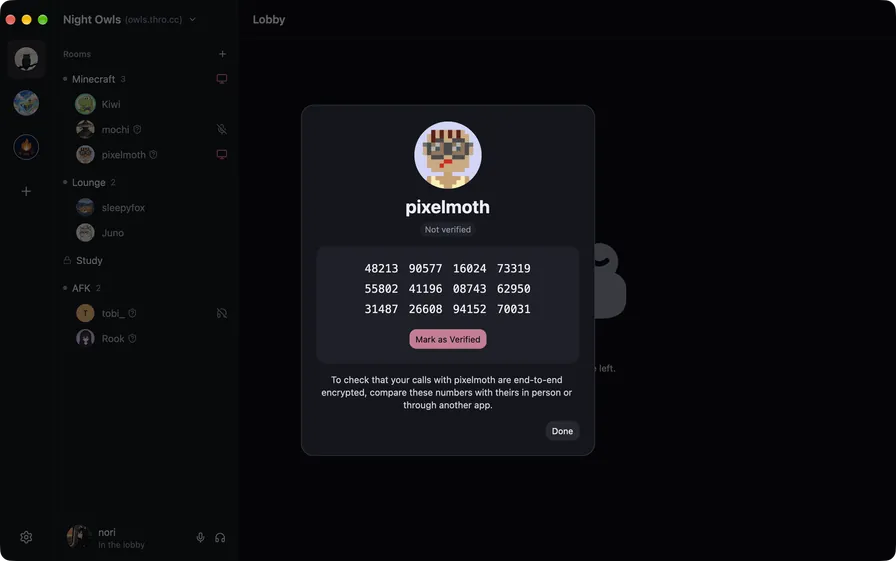 Night Owls (owls.thro.cc)
Lobby
Rooms
Minecraft 3
Kiwi
mochi
pixelmoth
Lounge 2
sleepyfox
Juno
Study
AFK 2
T tobi_
Rook
nori
In the lobby
pixelmoth
Not verified
48213 90577 16024 73319
55802 41196 08743 62950
31487 26608 94152 70031
Mark as Verified
To check that your calls with pixelmoth are end-to-end
encrypted, compare these numbers with theirs in person or
through another app.
Done
left.